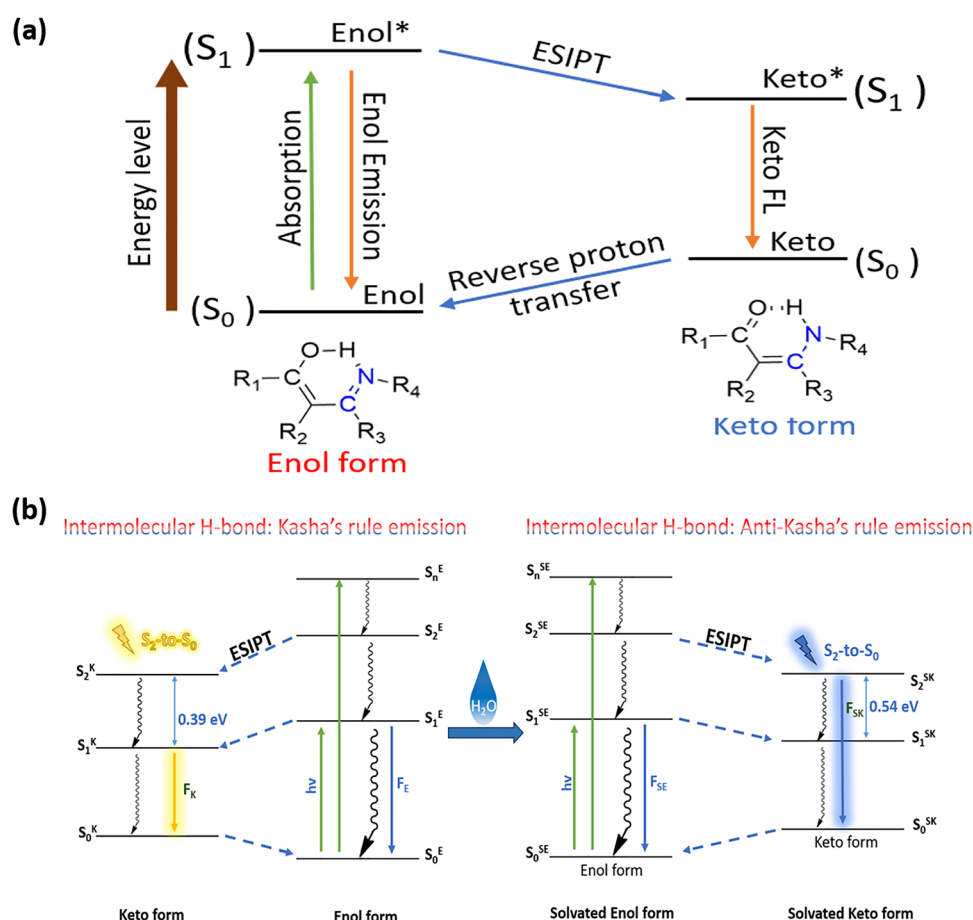 (a)
(S1) Enol*
ESIPT
Keto* (S1)
Energy level
Absorption
Enol Emission
Keto FL
Keto (S0)
Reverse proton
transfer
(S0) Enol
O-H
R1 C N R4
C
R2 R3
Enol form
O H
R1 C N R4
C
R2 R3
Keto form
(b)
Intermolecular H-bond: Kasha's rule emission
Intermolecular H-bond: Anti-Kasha's rule emission
SnE
S2E
S2-to-S0
ESIPT
S2K
0.39 eV
S1E
S1K
FK
hv
FE
S0K
S0E
Keto form
Enol form
H2O
SnSE
S2SE
ESIPT
S2-to-S0
S2SK
FSK
0.54 eV
S1SE
S1SK
hv
FSE
S0SK
Keto form
S0SE
Enol form
Solvated Enol form
Solvated Keto form